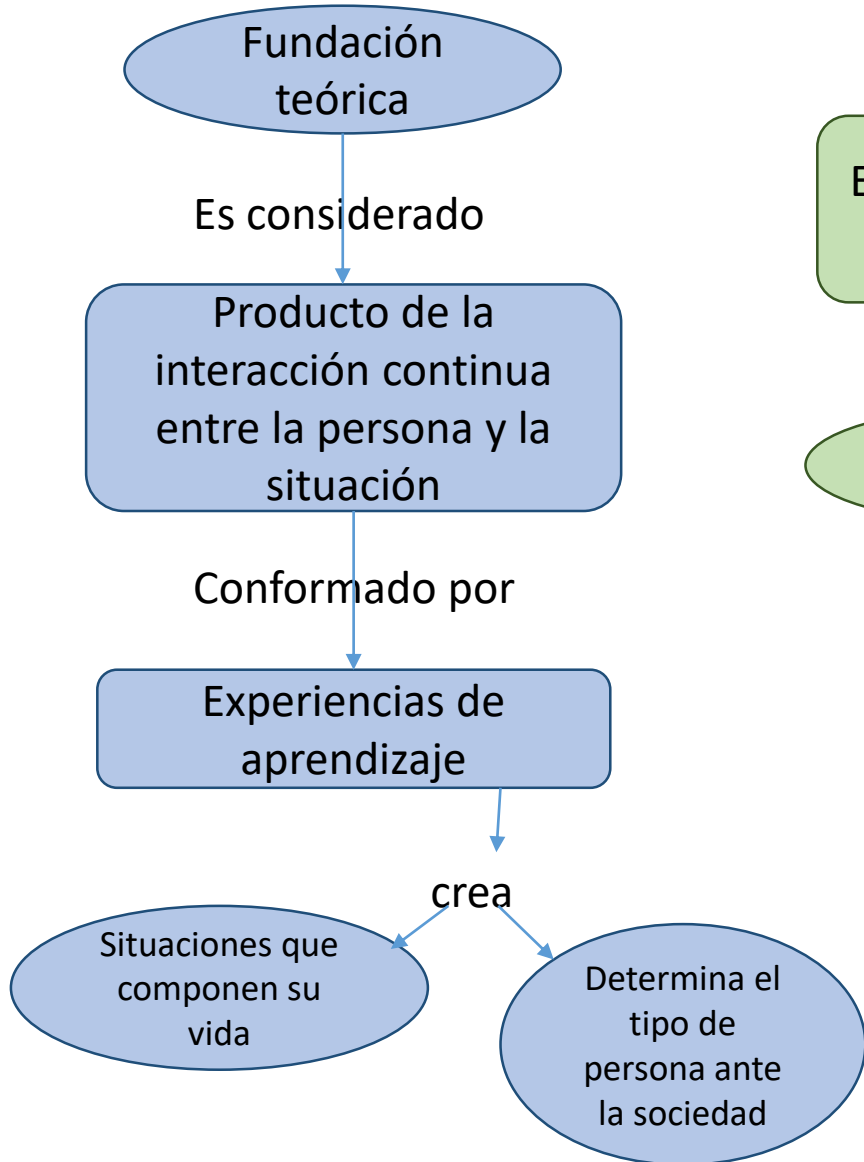 Fundación
teórica
Es considerado
E
Producto de la
interacción continua
entre la persona y la
situación
Conformado por
Experiencias de
aprendizaje
crea
Situaciones que
componen su
vida
Determina el
tipo de
persona ante
la sociedad